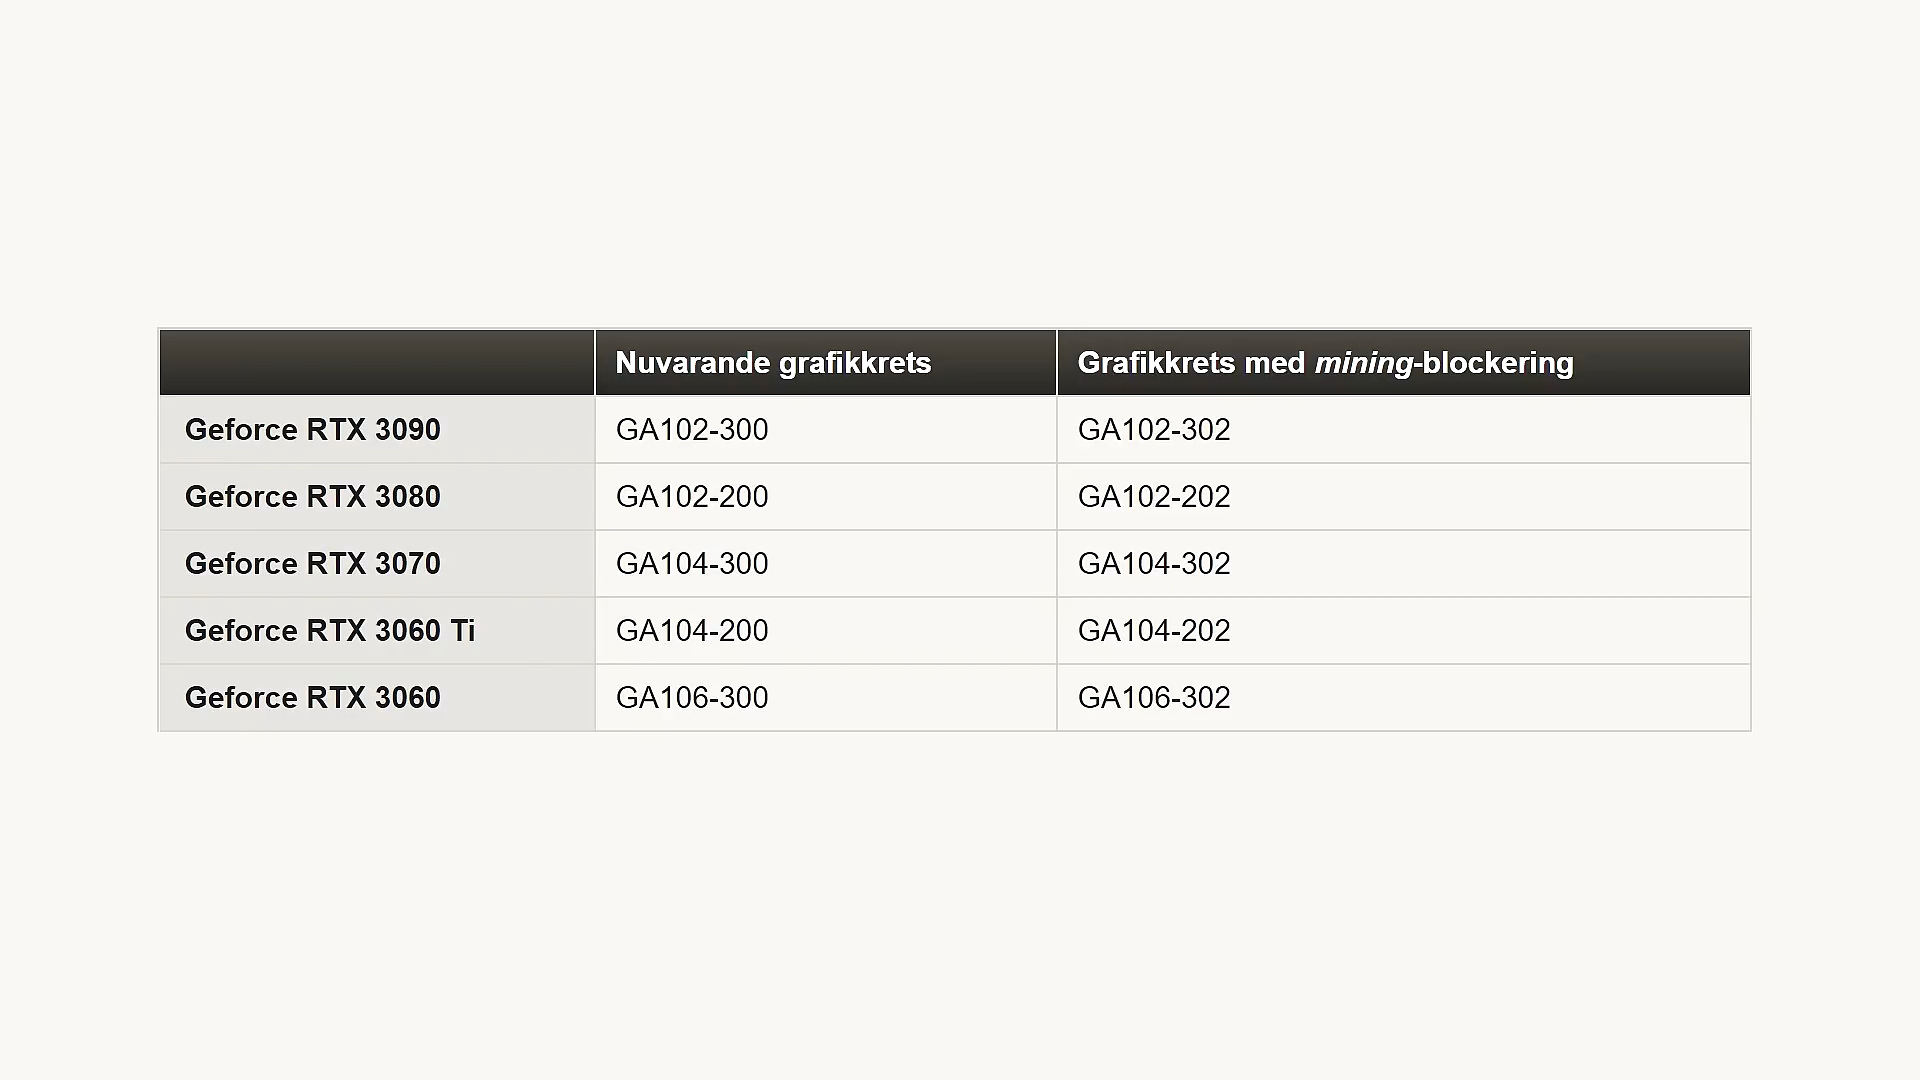 Nuvarande grafikkrets Grafikkrets med mining-blockering
Geforce RTX 3090 GA102-300 GA102-302
Geforce RTX 3080 GA102-200 GA102-202
Geforce RTX 3070 GA104-300 GA104-302
Geforce RTX 3060 Ti GA104-200 GA104-202
Geforce RTX 3060 GA106-300 GA106-302